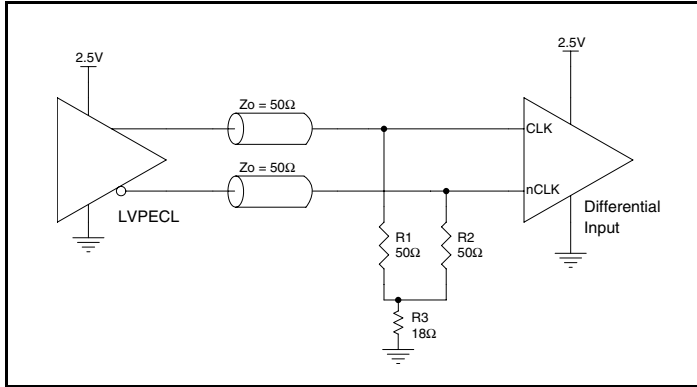 2.5V
2.5V
Zo = 50Ω
CLK
Zo = 50Ω
nCLK
LVPECL
Differential
Input
R1
50Ω
R2
50Ω
R3
18Ω